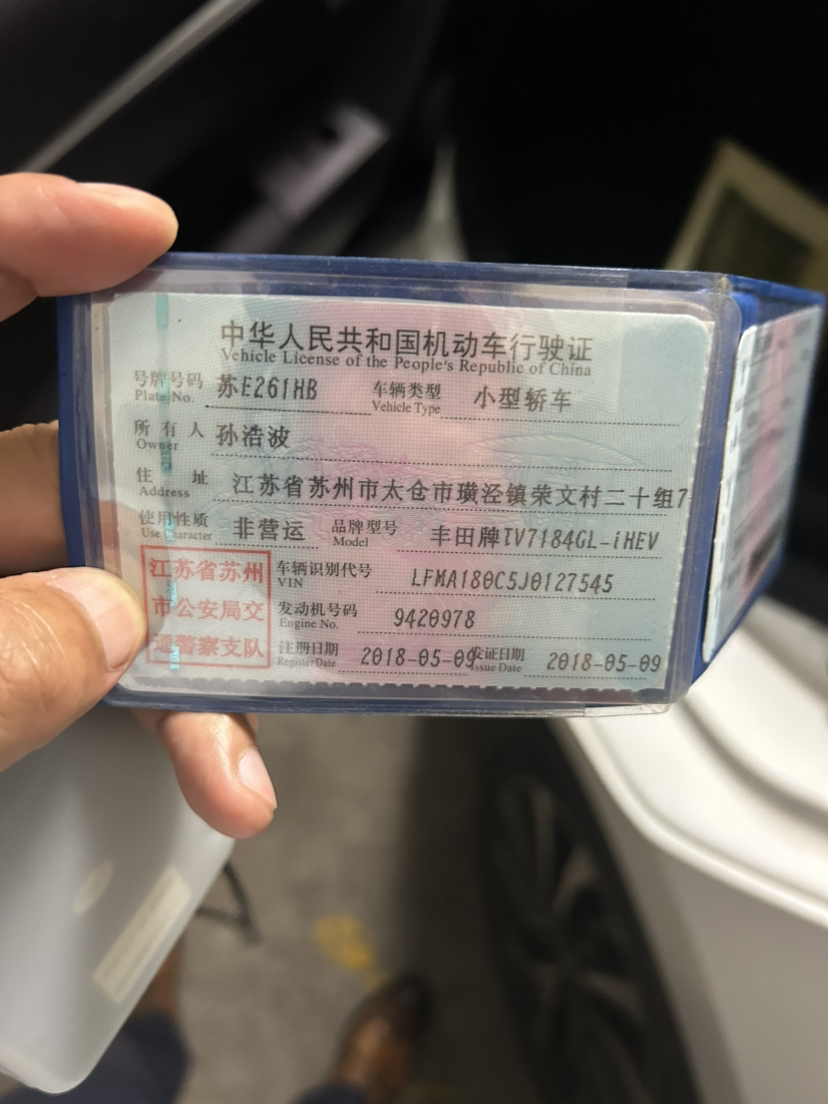 中华人民共和国机动车行驶证
Vehicle License of the People's Republic of China
号牌号码 苏E261HB 车辆类型 小型轿车
Plate No. Vehicle Type
所有人 孙浩波
Owner
住址 江苏省苏州市太仓市璜泾镇荣文村二十组7
Address
使用性质 非营运 品牌型号 丰田牌TV7184GL-iHEV
Use Character Model
江苏省苏州 车辆识别代号 LFMA180C5J0127545
VIN
市公安局交 发动机号码 9420978
Engine No.
通警察支队 注册日期 2018-05-09 发证日期 2018-05-09
Register Date Issue Date